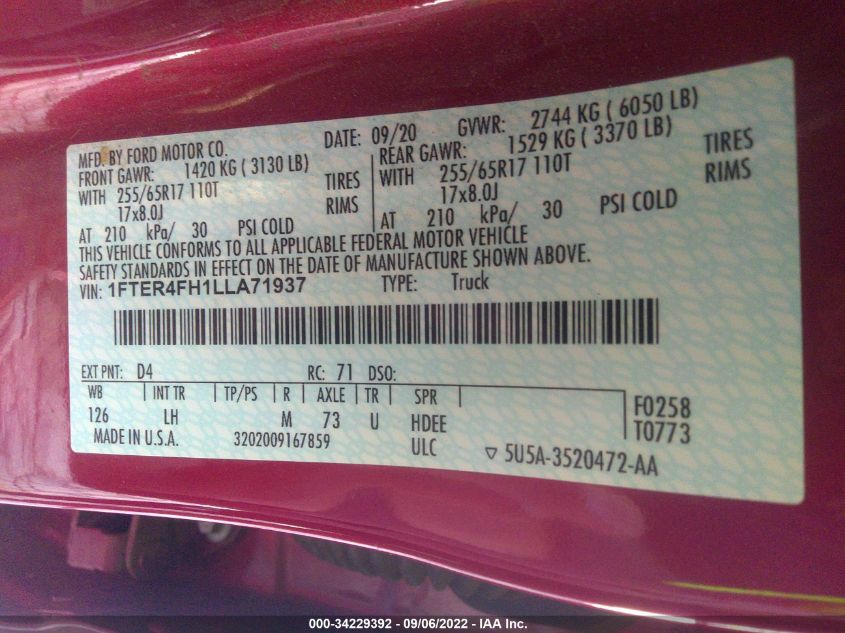 MFD. BY FORD MOTOR CO. DATE: 09/20 GVWR: 2744 KG ( 6050 LB)
FRONT GAWR: 1420 KG ( 3130 LB) REAR GAWR: 1529 KG ( 3370 LB)
WITH 255/65R17 110T TIRES WITH 255/65R17 110T TIRES
17x8.0J RIMS 17x8.0J RIMS
AT 210 kPa/ 30 PSI COLD AT 210 kPa/ 30 PSI COLD
THIS VEHICLE CONFORMS TO ALL APPLICABLE FEDERAL MOTOR VEHICLE
SAFETY STANDARDS IN EFFECT ON THE DATE OF MANUFACTURE SHOWN ABOVE.
VIN: 1FTER4FH1LLA71937 TYPE: Truck
EXT PNT: D4 RC: 71 DSO:
WB INT TR TP/PS R AXLE TR SPR
126 LH M 73 U HDEE F0258
ULC T0773
MADE IN U.S.A. 3202009167859 ▽ 5U5A-3520472-AA
000-34229392 - 09/06/2022 - IAA Inc.